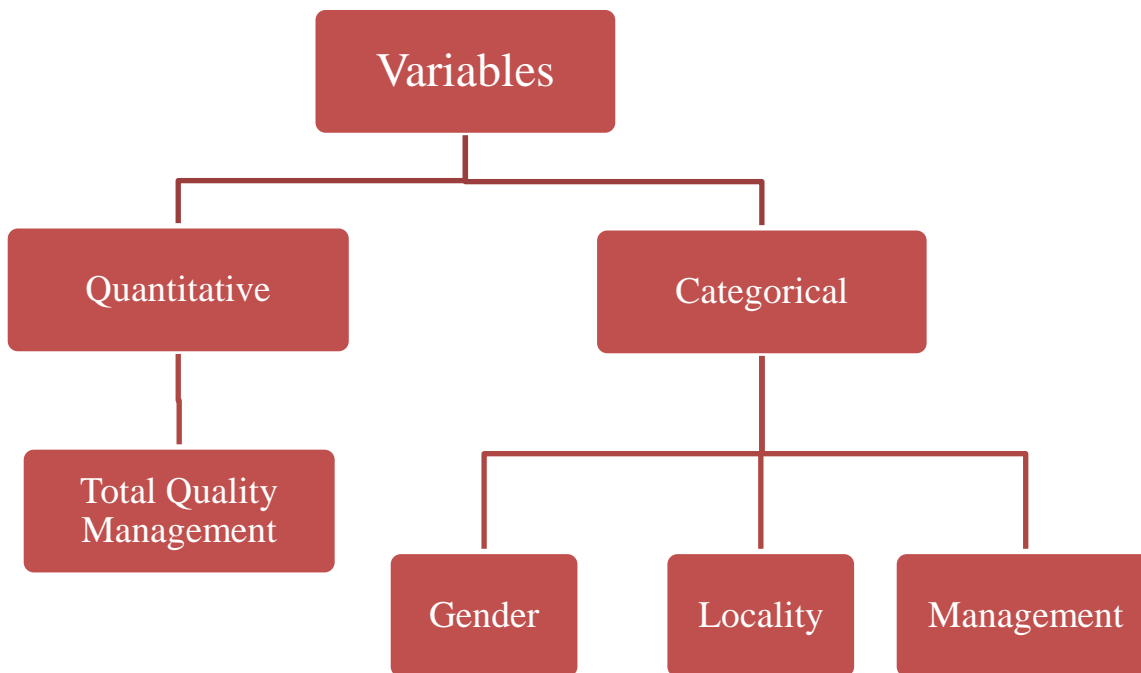 Variables
Quantitative
Categorical
Total Quality
Management
Gender
Locality
Management